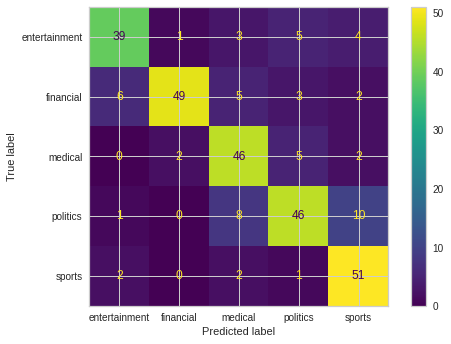 entertainment 39 1 3 5 4
financial 6 49 5 3 2
medical 0 2 46 5 2
politics 1 0 8 46 10
sports 2 0 2 1 51
entertainment financial medical politics sports
Predicted label
True label
50
40
30
20
10
0